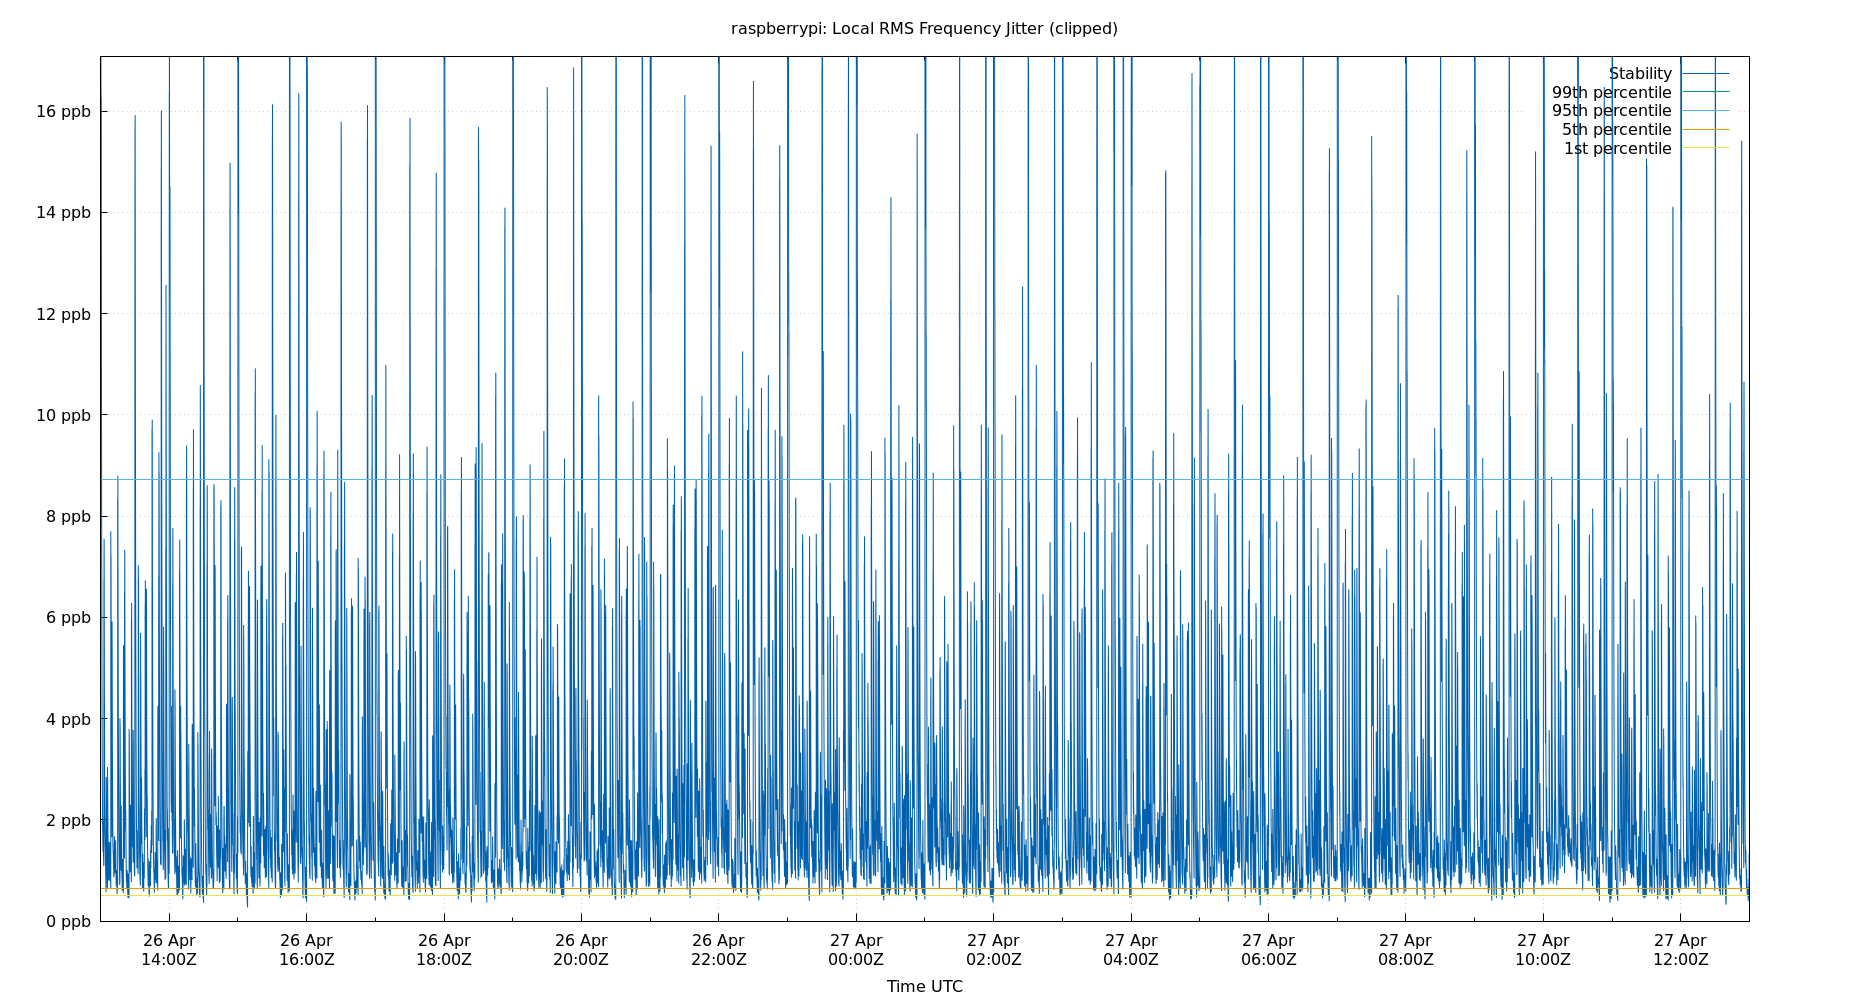 raspberrypi: Local RMS Frequency Jitter (clipped)
Stability
99th percentile
95th percentile
5th percentile
1st percentile
16 ppb
14 ppb
12 ppb
10 ppb
8 ppb
6 ppb
4 ppb
2 ppb
0 ppb
26 Apr 26 Apr 26 Apr 26 Apr 26 Apr 27 Apr 27 Apr 27 Apr 27 Apr 27 Apr 27 Apr 27 Apr
14:00Z 16:00Z 18:00Z 20:00Z 22:00Z 00:00Z 02:00Z 04:00Z 06:00Z 08:00Z 10:00Z 12:00Z
Time UTC